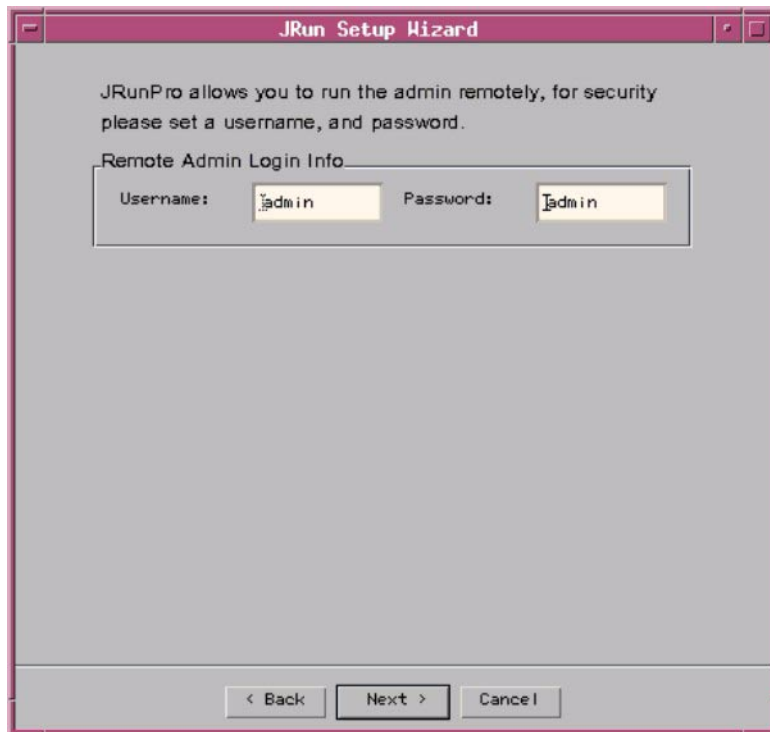 JRun Setup Wizard
JRunPro allows you to run the admin remotely, for security
please set a username, and password.
Remote Admin Login Info
Username: admin Password: admin
< Back Next > Cancel